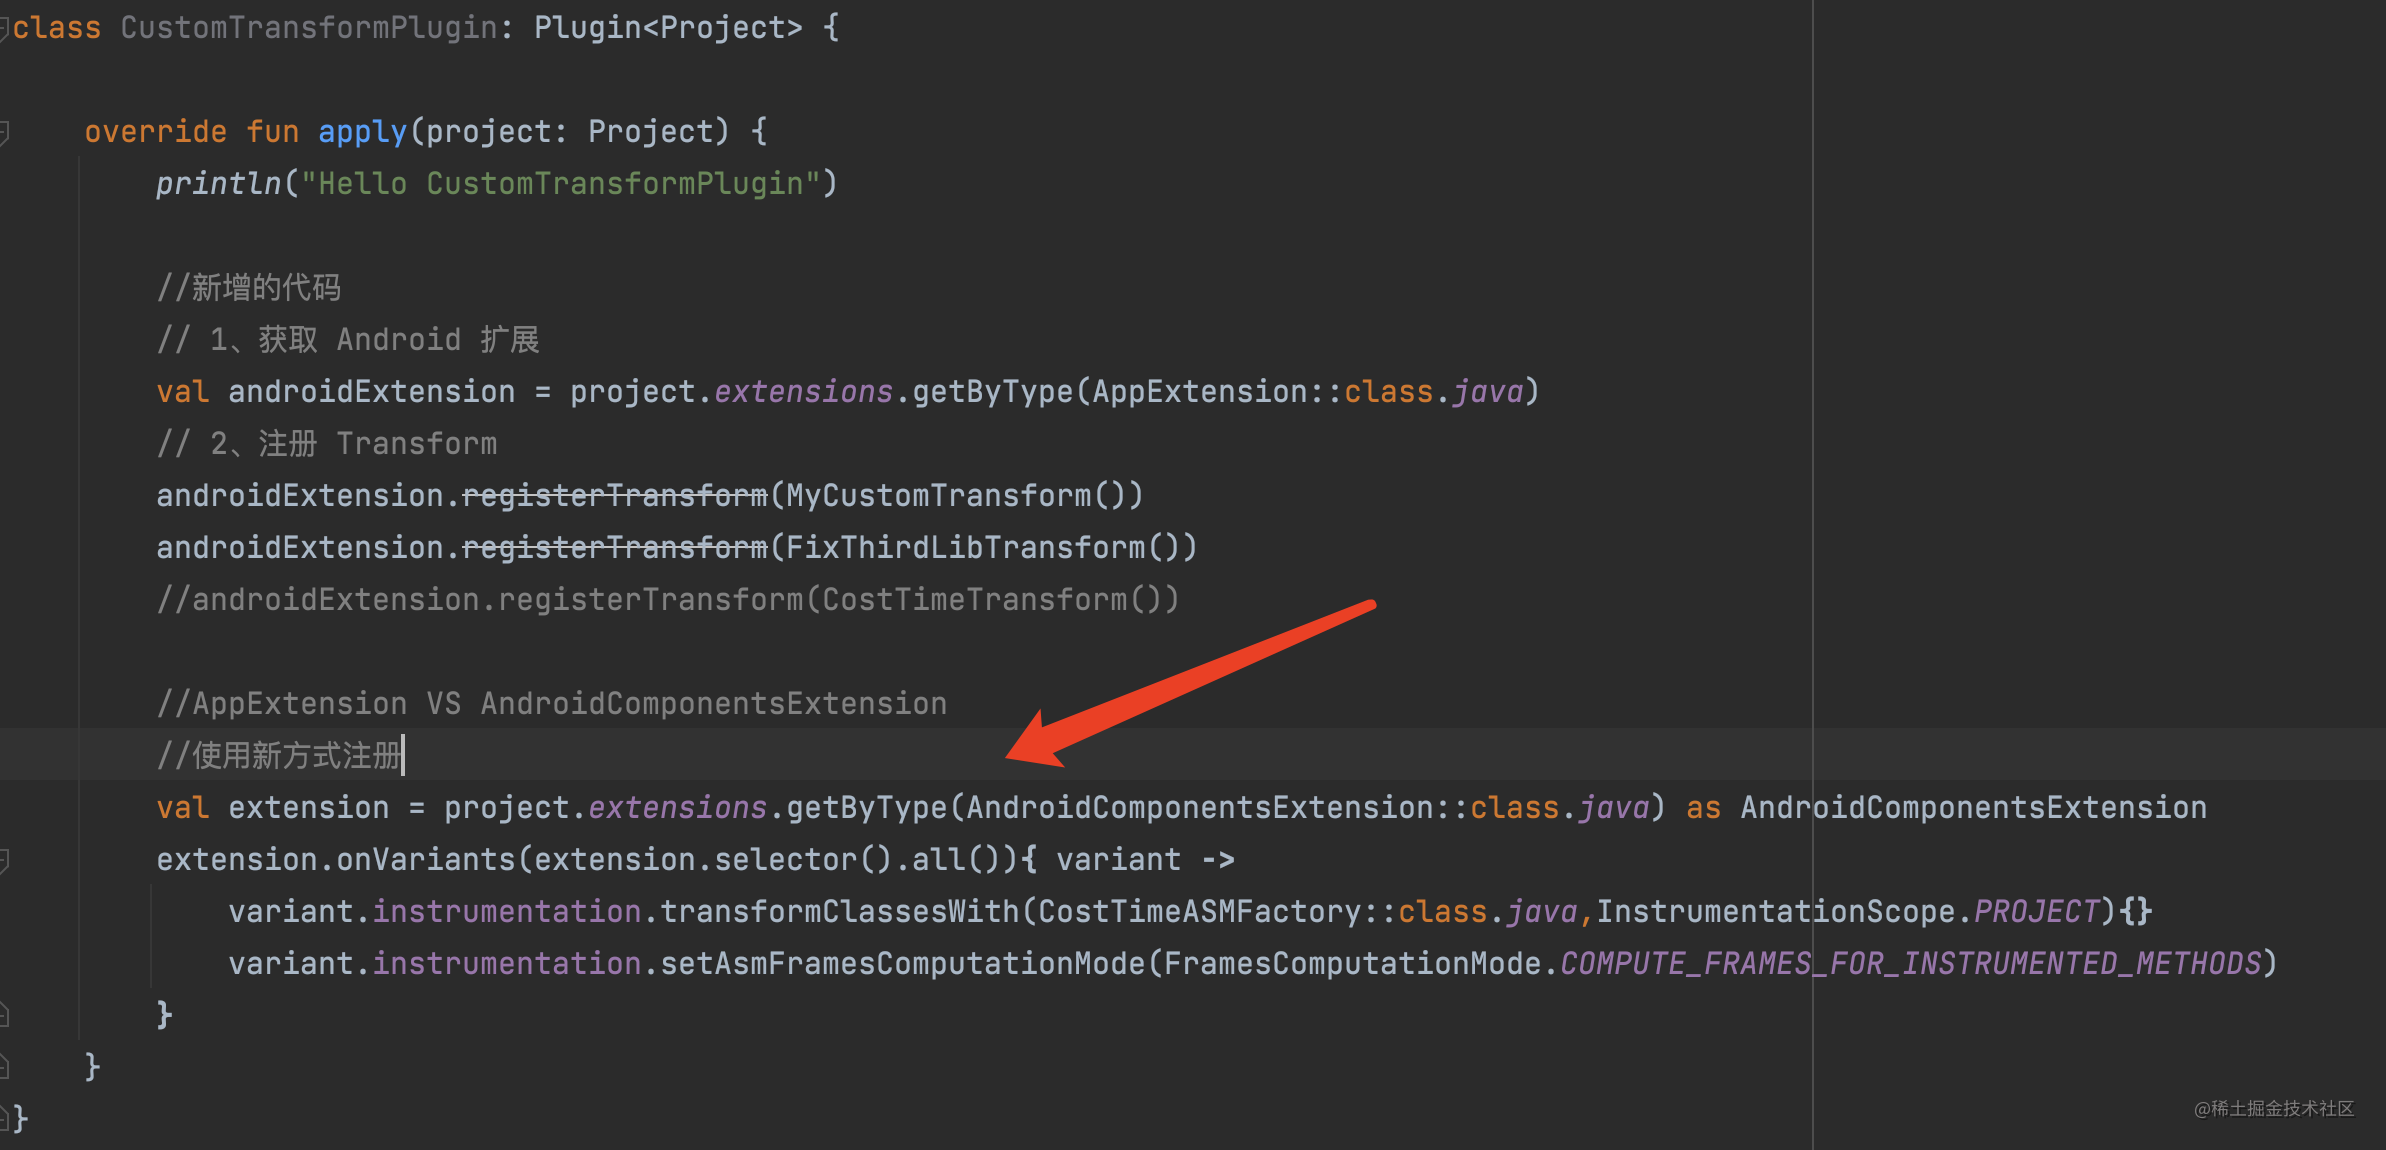 class CustomTransformPlugin: Plugin<Project> {
override fun apply(project: Project) {
println("Hello CustomTransformPlugin")
//新增的代码
// 1、获取 Android 扩展
val androidExtension = project.extensions.getByType(AppExtension::class.java)
// 2、注册 Transform
androidExtension.registerTransform(MyCustomTransform())
androidExtension.registerTransform(FixThirdLibTransform())
//androidExtension.registerTransform(CostTimeTransform())
//AppExtension VS AndroidComponentsExtension
//使用新方式注册
val extension = project.extensions.getByType(AndroidComponentsExtension::class.java) as AndroidComponentsExtension
extension.onVariants(extension.selector().all()){ variant ->
variant.instrumentation.transformClassesWith(CostTimeASMFactory::class.java,InstrumentationScope.PROJECT){}
variant.instrumentation.setAsmFramesComputationMode(FramesComputationMode.COMPUTE_FRAMES_FOR_INSTRUMENTED_METHODS)
}
}
}
@稀土掘金技术社区